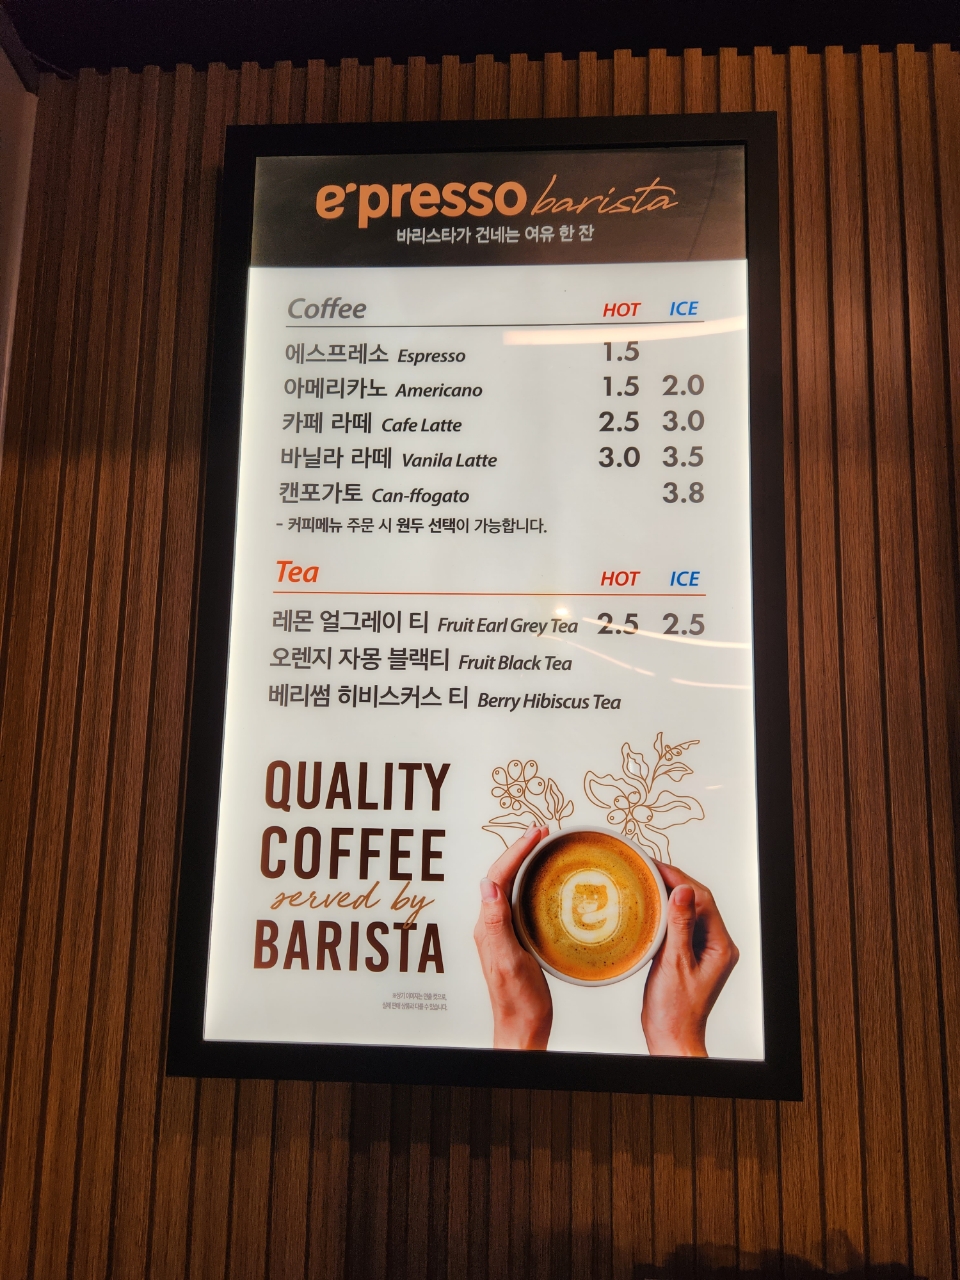 e·presso barista
바리스타가 건네는 여유 한 잔
Coffee HOT ICE
에스프레소 Espresso 1.5
아메리카노 Americano 1.5 2.0
카페 라떼 Cafe Latte 2.5 3.0
바닐라 라떼 Vanila Latte 3.0 3.5
캔포가토 Can-ffogato 3.8
- 커피메뉴 주문 시 원두 선택이 가능합니다.
Tea HOT ICE
레몬 얼그레이 티 Fruit Earl Grey Tea 2.5 2.5
오렌지 자몽 블랙티 Fruit Black Tea
베리썸 히비스커스 티 Berry Hibiscus Tea
QUALITY
COFFEE
served by
BARISTA